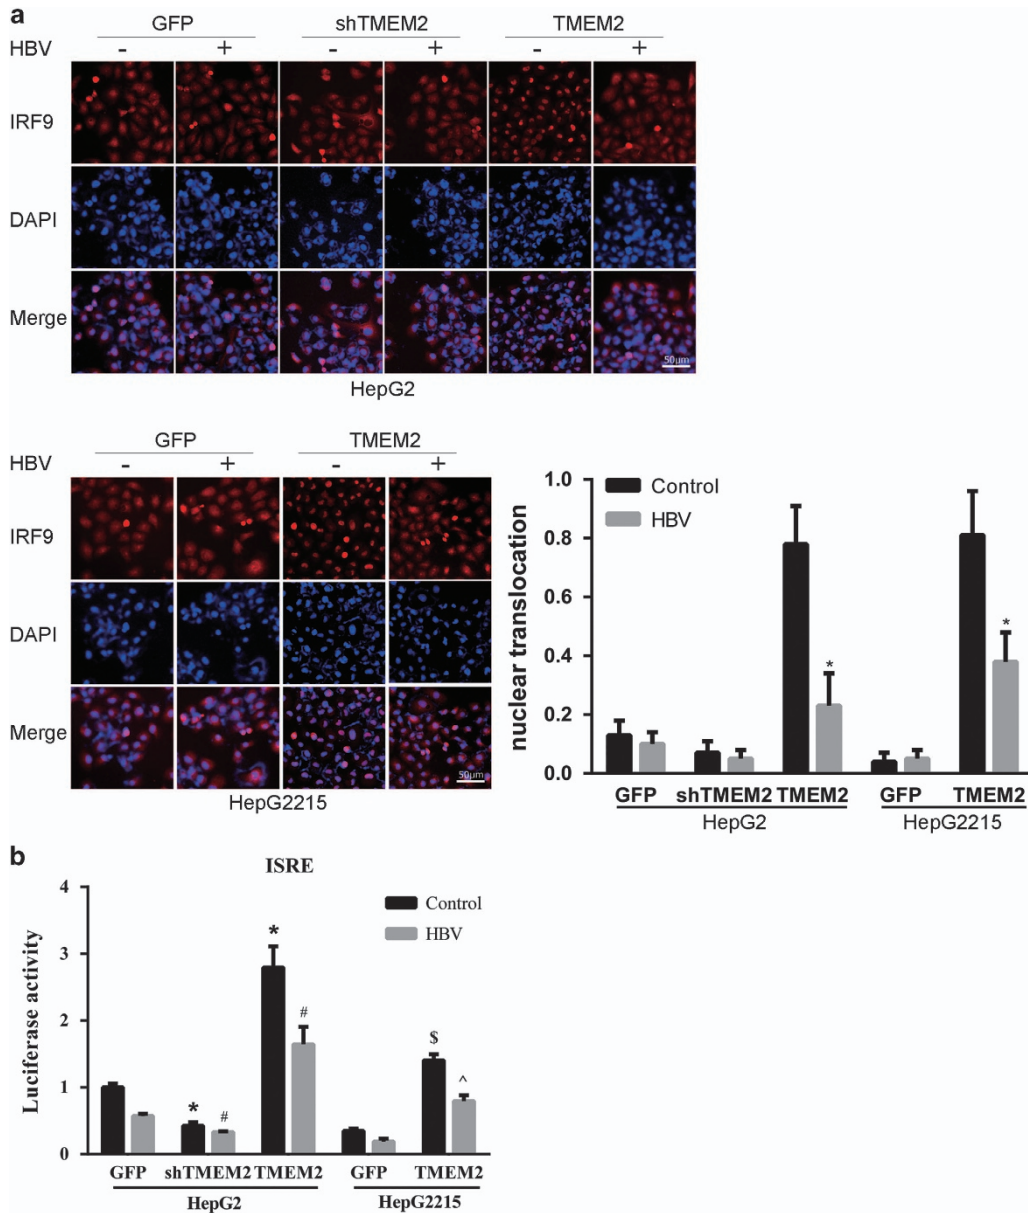 a
GFP shTMEM2 TMEM2
HBV - + - + - +
IRF9
DAPI
Merge
50μm
HepG2
GFP TMEM2
HBV - + - +
IRF9
DAPI
Merge
50μm
HepG2215
nuclear translocation
1.0
0.8
0.6
0.4
0.2
0.0
Control
HBV
* *
GFP shTMEM2 TMEM2 GFP TMEM2
HepG2 HepG2215
b
ISRE
Luciferase activity
4
3
2
1
0
Control
HBV
* # * # $ ^
GFP shTMEM2 TMEM2 GFP TMEM2
HepG2 HepG2215